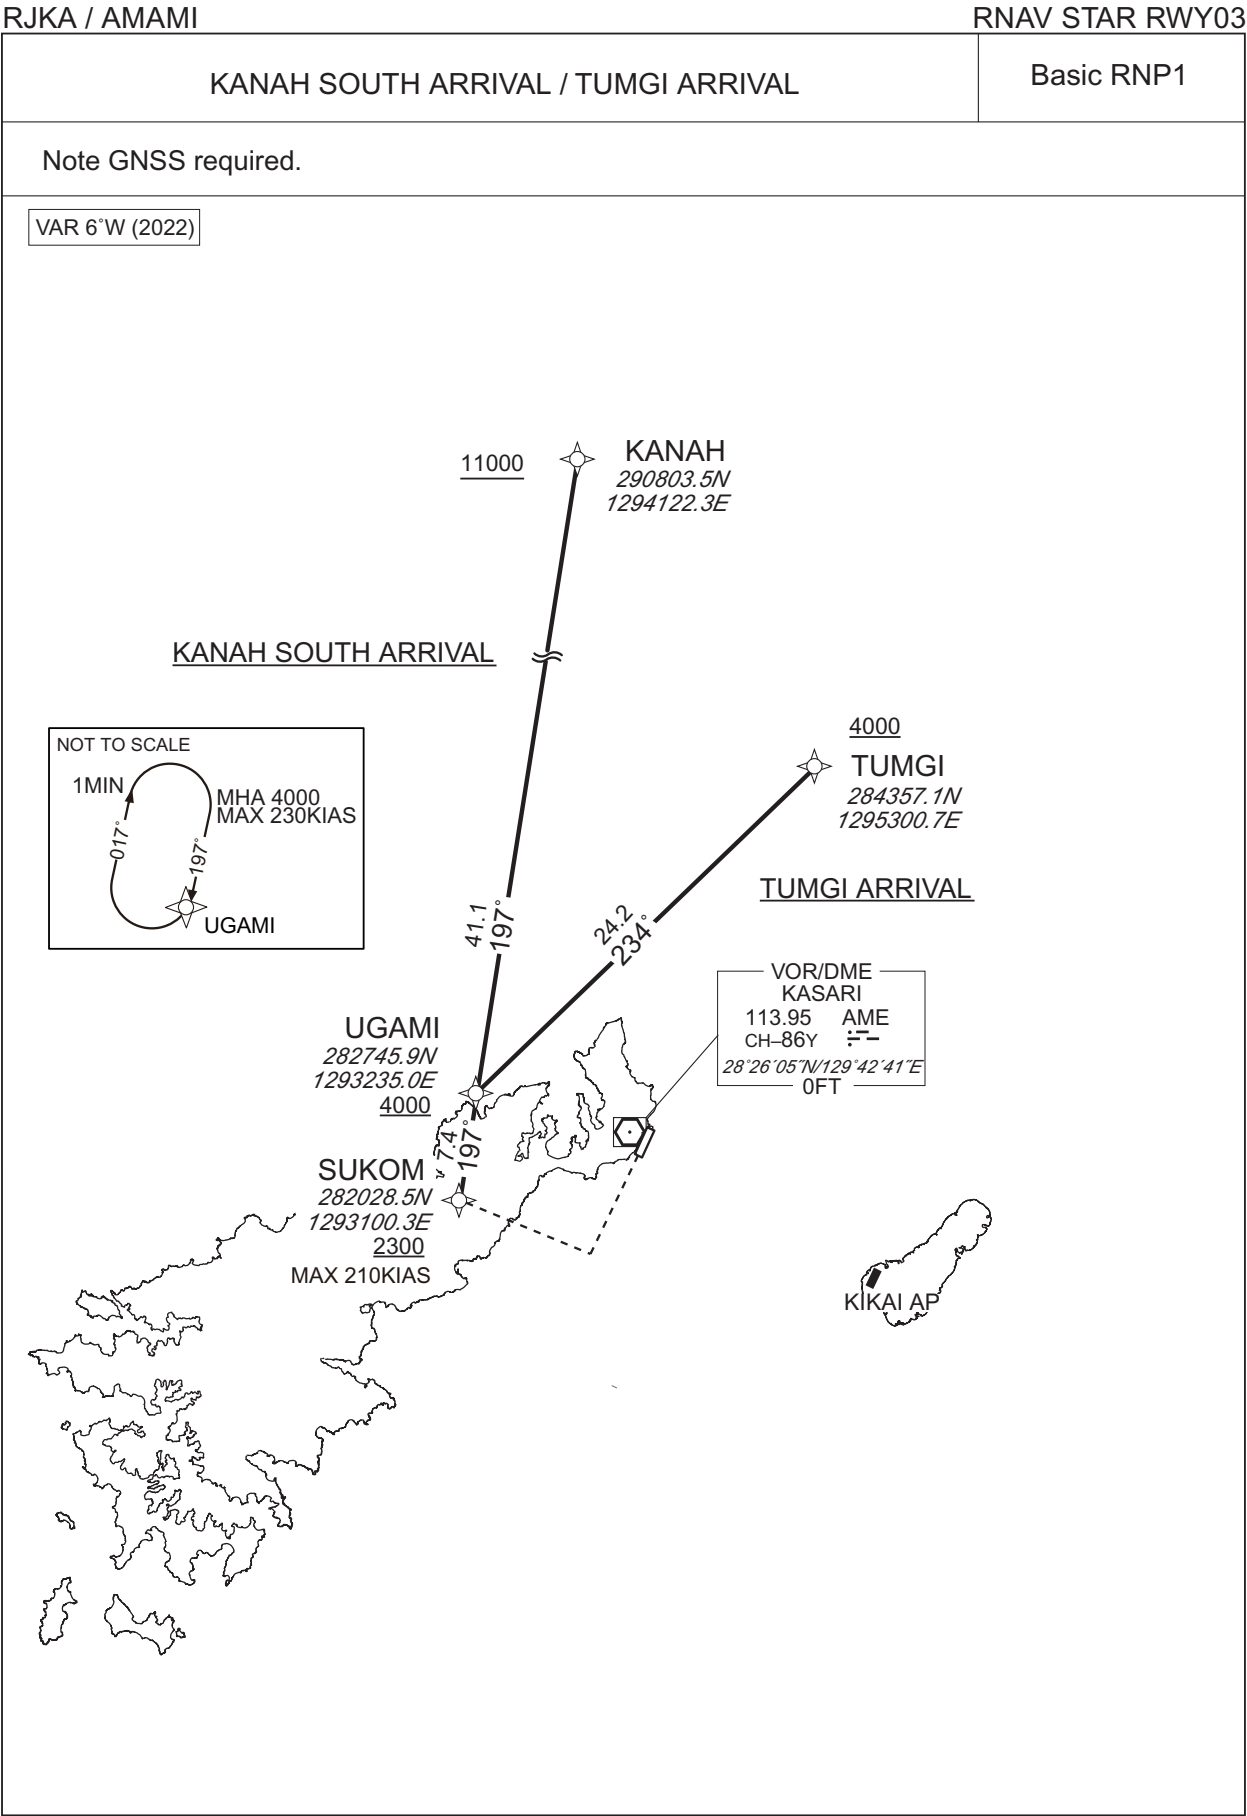 RJKA / AMAMI
RNAV STAR RWY03
KANAH SOUTH ARRIVAL / TUMGI ARRIVAL
Basic RNP1
Note GNSS required.
VAR 6˚W (2022)
11000
KANAH
290803.5N
1294122.3E
KANAH SOUTH ARRIVAL
4000
TUMGI
284357.1N
1295300.7E
TUMGI ARRIVAL
NOT TO SCALE
1MIN
MHA 4000
MAX 230KIAS
017˚
197˚
UGAMI
41.1
197˚
24.2
234˚
VOR/DME
KASARI
113.95 AME
CH–86Y
28˚26´05˝N/129˚42´41˝E
0FT
UGAMI
282745.9N
1293235.0E
4000
7.4
197˚
SUKOM
282028.5N
1293100.3E
2300
MAX 210KIAS
KIKAI AP